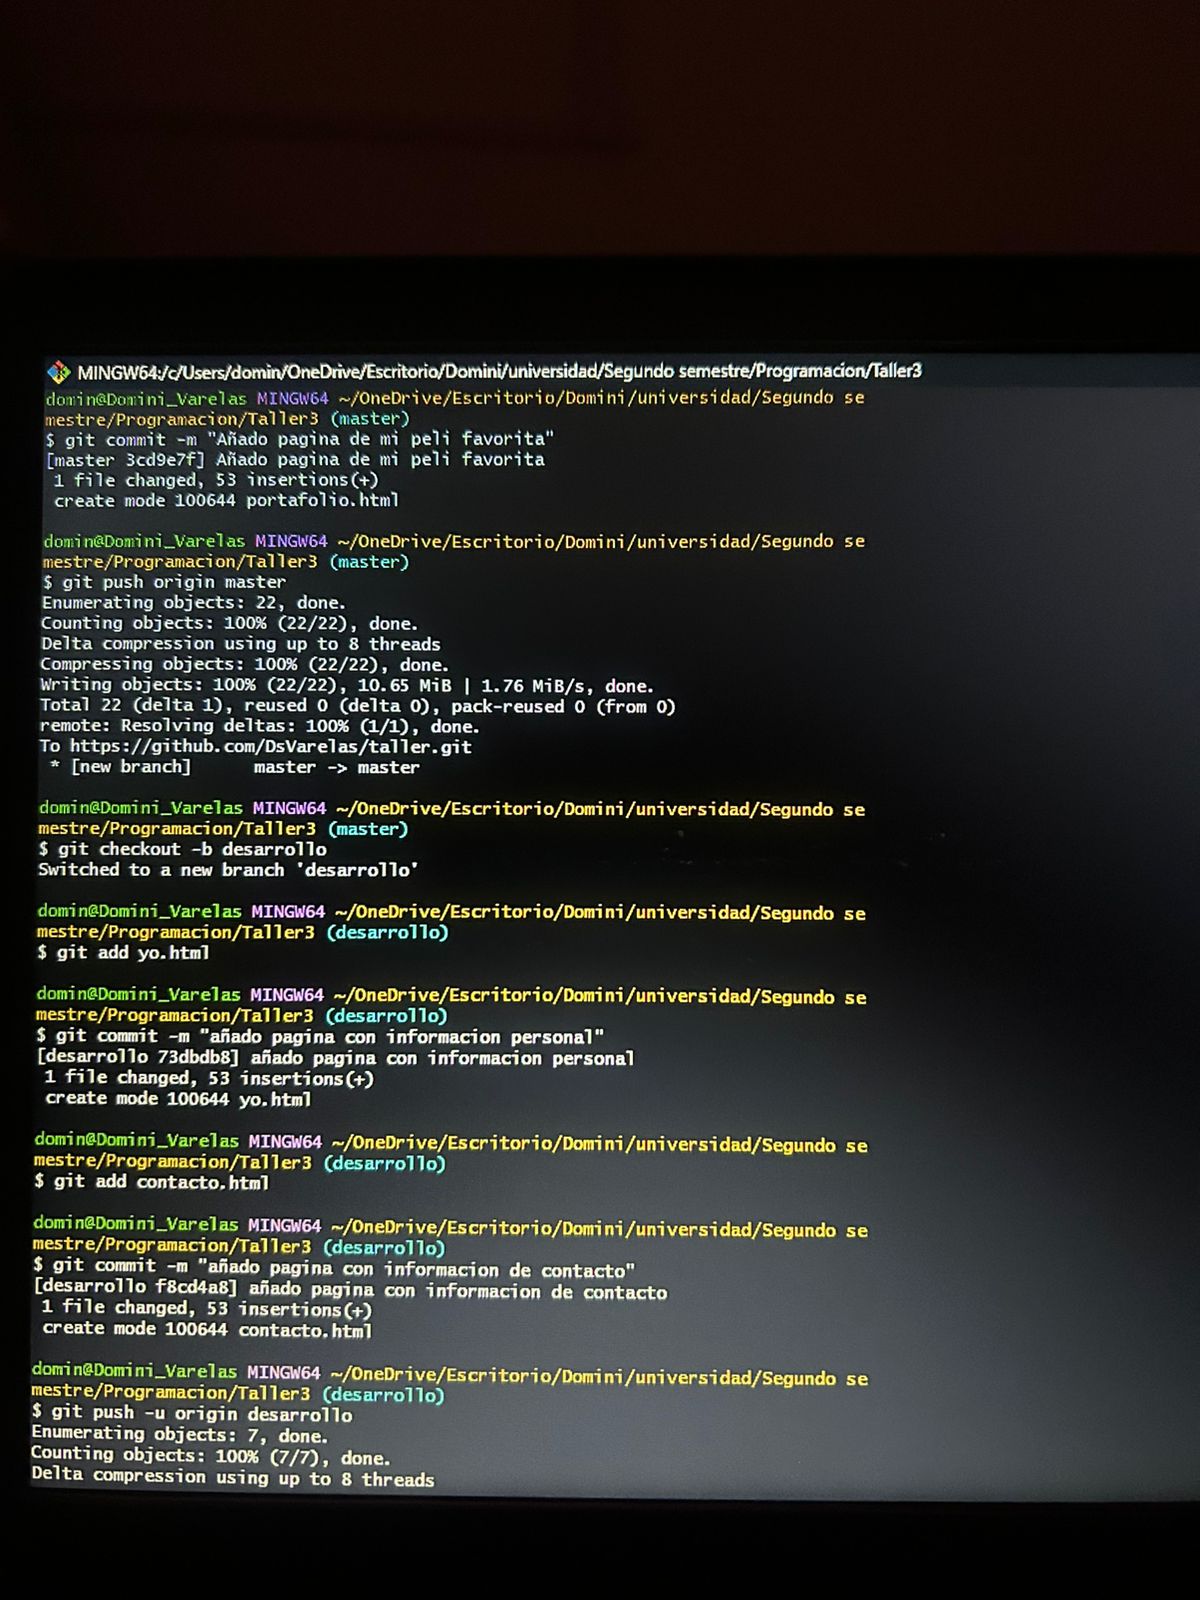 MINGW64:/c/Users/domin/OneDrive/Escritorio/Domini/universidad/Segundo semestre/Programacion/Taller3
domin@Domini_Varelas MINGW64 ~/OneDrive/Escritorio/Domini/universidad/Segundo se
mestre/Programacion/Taller3 (master)
$ git commit -m "Añado pagina de mi peli favorita"
[master 3cd9e7f] Añado pagina de mi peli favorita
 1 file changed, 53 insertions(+)
 create mode 100644 portafolio.html

domin@Domini_Varelas MINGW64 ~/OneDrive/Escritorio/Domini/universidad/Segundo se
mestre/Programacion/Taller3 (master)
$ git push origin master
Enumerating objects: 22, done.
Counting objects: 100% (22/22), done.
Delta compression using up to 8 threads
Compressing objects: 100% (22/22), done.
Writing objects: 100% (22/22), 10.65 MiB | 1.76 MiB/s, done.
Total 22 (delta 1), reused 0 (delta 0), pack-reused 0 (from 0)
remote: Resolving deltas: 100% (1/1), done.
To https://github.com/DsVarelas/taller.git
 * [new branch]      master -> master

domin@Domini_Varelas MINGW64 ~/OneDrive/Escritorio/Domini/universidad/Segundo se
mestre/Programacion/Taller3 (master)
$ git checkout -b desarrollo
Switched to a new branch 'desarrollo'

domin@Domini_Varelas MINGW64 ~/OneDrive/Escritorio/Domini/universidad/Segundo se
mestre/Programacion/Taller3 (desarrollo)
$ git add yo.html

domin@Domini_Varelas MINGW64 ~/OneDrive/Escritorio/Domini/universidad/Segundo se
mestre/Programacion/Taller3 (desarrollo)
$ git commit -m "añado pagina con informacion personal"
[desarrollo 73dbdb8] añado pagina con informacion personal
 1 file changed, 53 insertions(+)
 create mode 100644 yo.html

domin@Domini_Varelas MINGW64 ~/OneDrive/Escritorio/Domini/universidad/Segundo se
mestre/Programacion/Taller3 (desarrollo)
$ git add contacto.html

domin@Domini_Varelas MINGW64 ~/OneDrive/Escritorio/Domini/universidad/Segundo se
mestre/Programacion/Taller3 (desarrollo)
$ git commit -m "añado pagina con informacion de contacto"
[desarrollo f8cd4a8] añado pagina con informacion de contacto
 1 file changed, 53 insertions(+)
 create mode 100644 contacto.html

domin@Domini_Varelas MINGW64 ~/OneDrive/Escritorio/Domini/universidad/Segundo se
mestre/Programacion/Taller3 (desarrollo)
$ git push -u origin desarrollo
Enumerating objects: 7, done.
Counting objects: 100% (7/7), done.
Delta compression using up to 8 threads